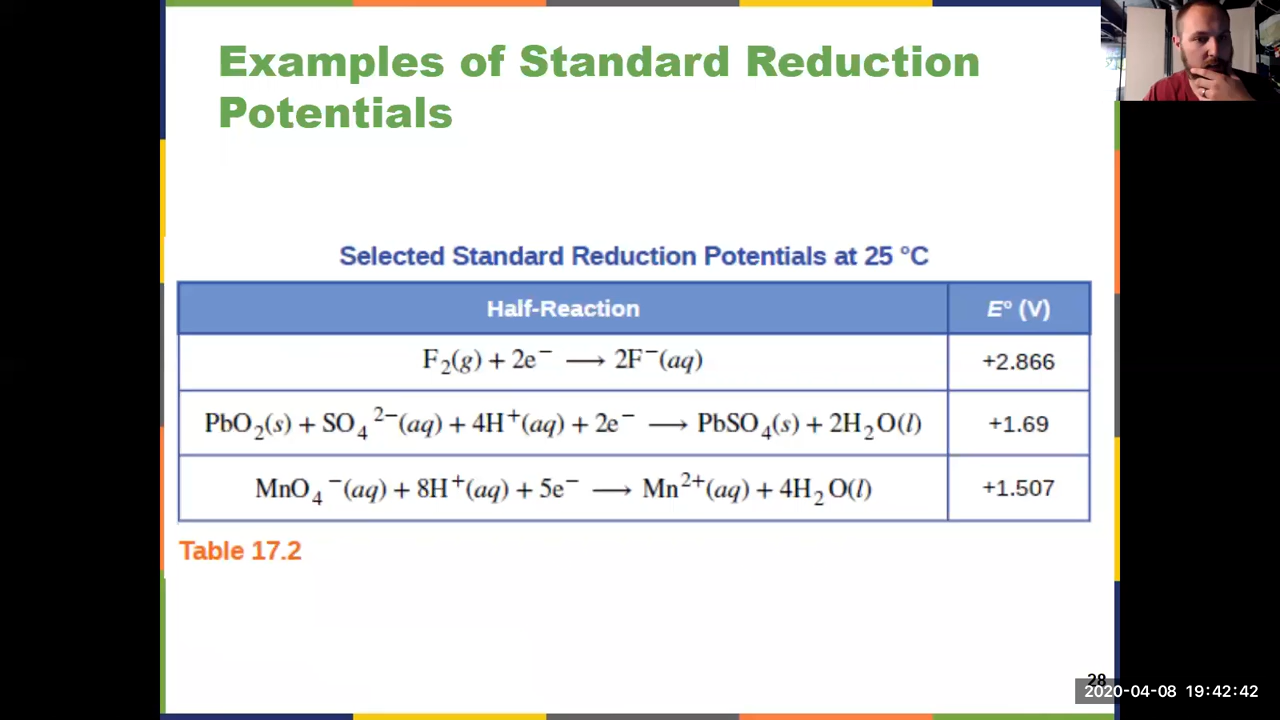 Examples of Standard Reduction
Potentials
Selected Standard Reduction Potentials at 25 °C
Half-Reaction E° (V)
F₂(g) + 2e⁻ ⟶ 2F⁻(aq) +2.866
PbO₂(s) + SO₄²⁻(aq) + 4H⁺(aq) + 2e⁻ ⟶ PbSO₄(s) + 2H₂O(l) +1.69
MnO₄⁻(aq) + 8H⁺(aq) + 5e⁻ ⟶ Mn²⁺(aq) + 4H₂O(l) +1.507
Table 17.2
28
2020-04-08 19:42:42